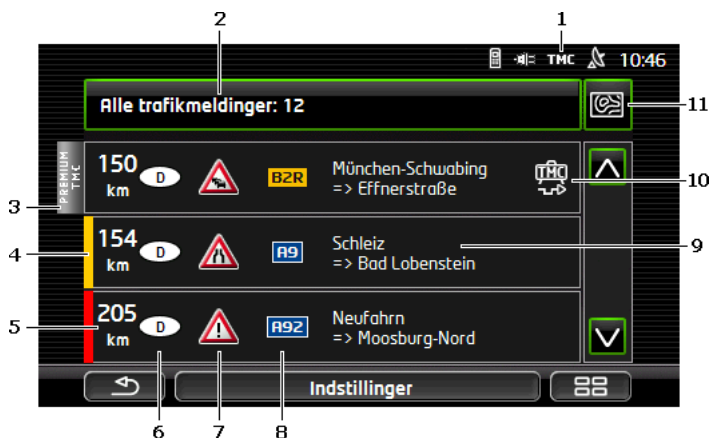 1
2
TMC 10:46
Alle trafikmeldinger: 12
11
PREMIUM
TMC
150
km
D
B2R
München-Schwabing
=> Effnerstraße
TMC
10
3
154
km
D
A9
Schleiz
=> Bad Lobenstein
4
9
205
km
D
A92
Neufahrn
=> Moosburg-Nord
5
Indstillinger
6
7
8